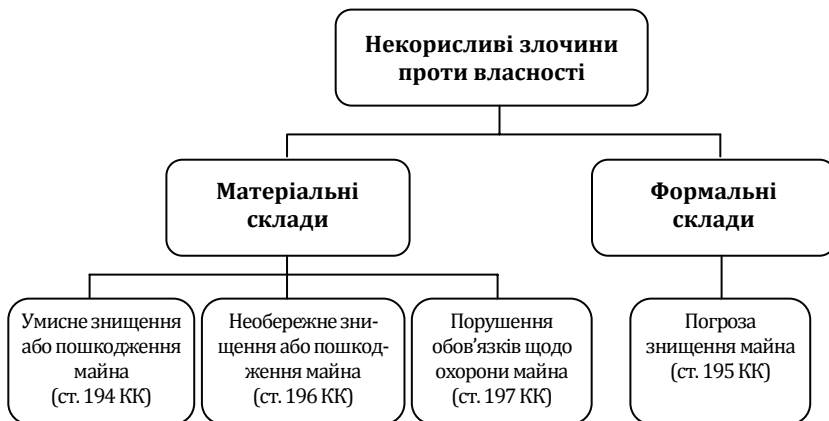 Некорисливі злочини
проти власності
Матеріальні
склади
Формальні
склади
Умисне знищення
або пошкодження
майна
(ст. 194 КК)
Необережне зни-
щення або пошкод-
ження майна
(ст. 196 КК)
Порушення
обов’язків щодо
охорони майна
(ст. 197 КК)
Погроза
знищення майна
(ст. 195 КК)